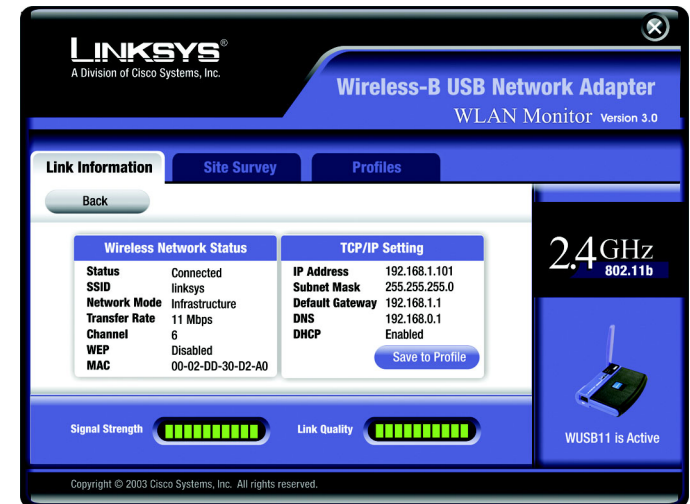 LINKSYS®
A Division of Cisco Systems, Inc.
Wireless-B USB Network Adapter
WLAN Monitor Version 3.0
Link Information Site Survey Profiles
Back
Wireless Network Status
Status Connected
SSID linksys
Network Mode Infrastructure
Transfer Rate 11 Mbps
Channel 6
WEP Disabled
MAC 00-02-DD-30-D2-A0
TCP/IP Setting
IP Address 192.168.1.101
Subnet Mask 255.255.255.0
Default Gateway 192.168.1.1
DNS 192.168.0.1
DHCP Enabled
Save to Profile
2.4GHz
802.11b
Signal Strength Link Quality
WUSB11 is Active
Copyright © 2003 Cisco Systems, Inc. All rights reserved.